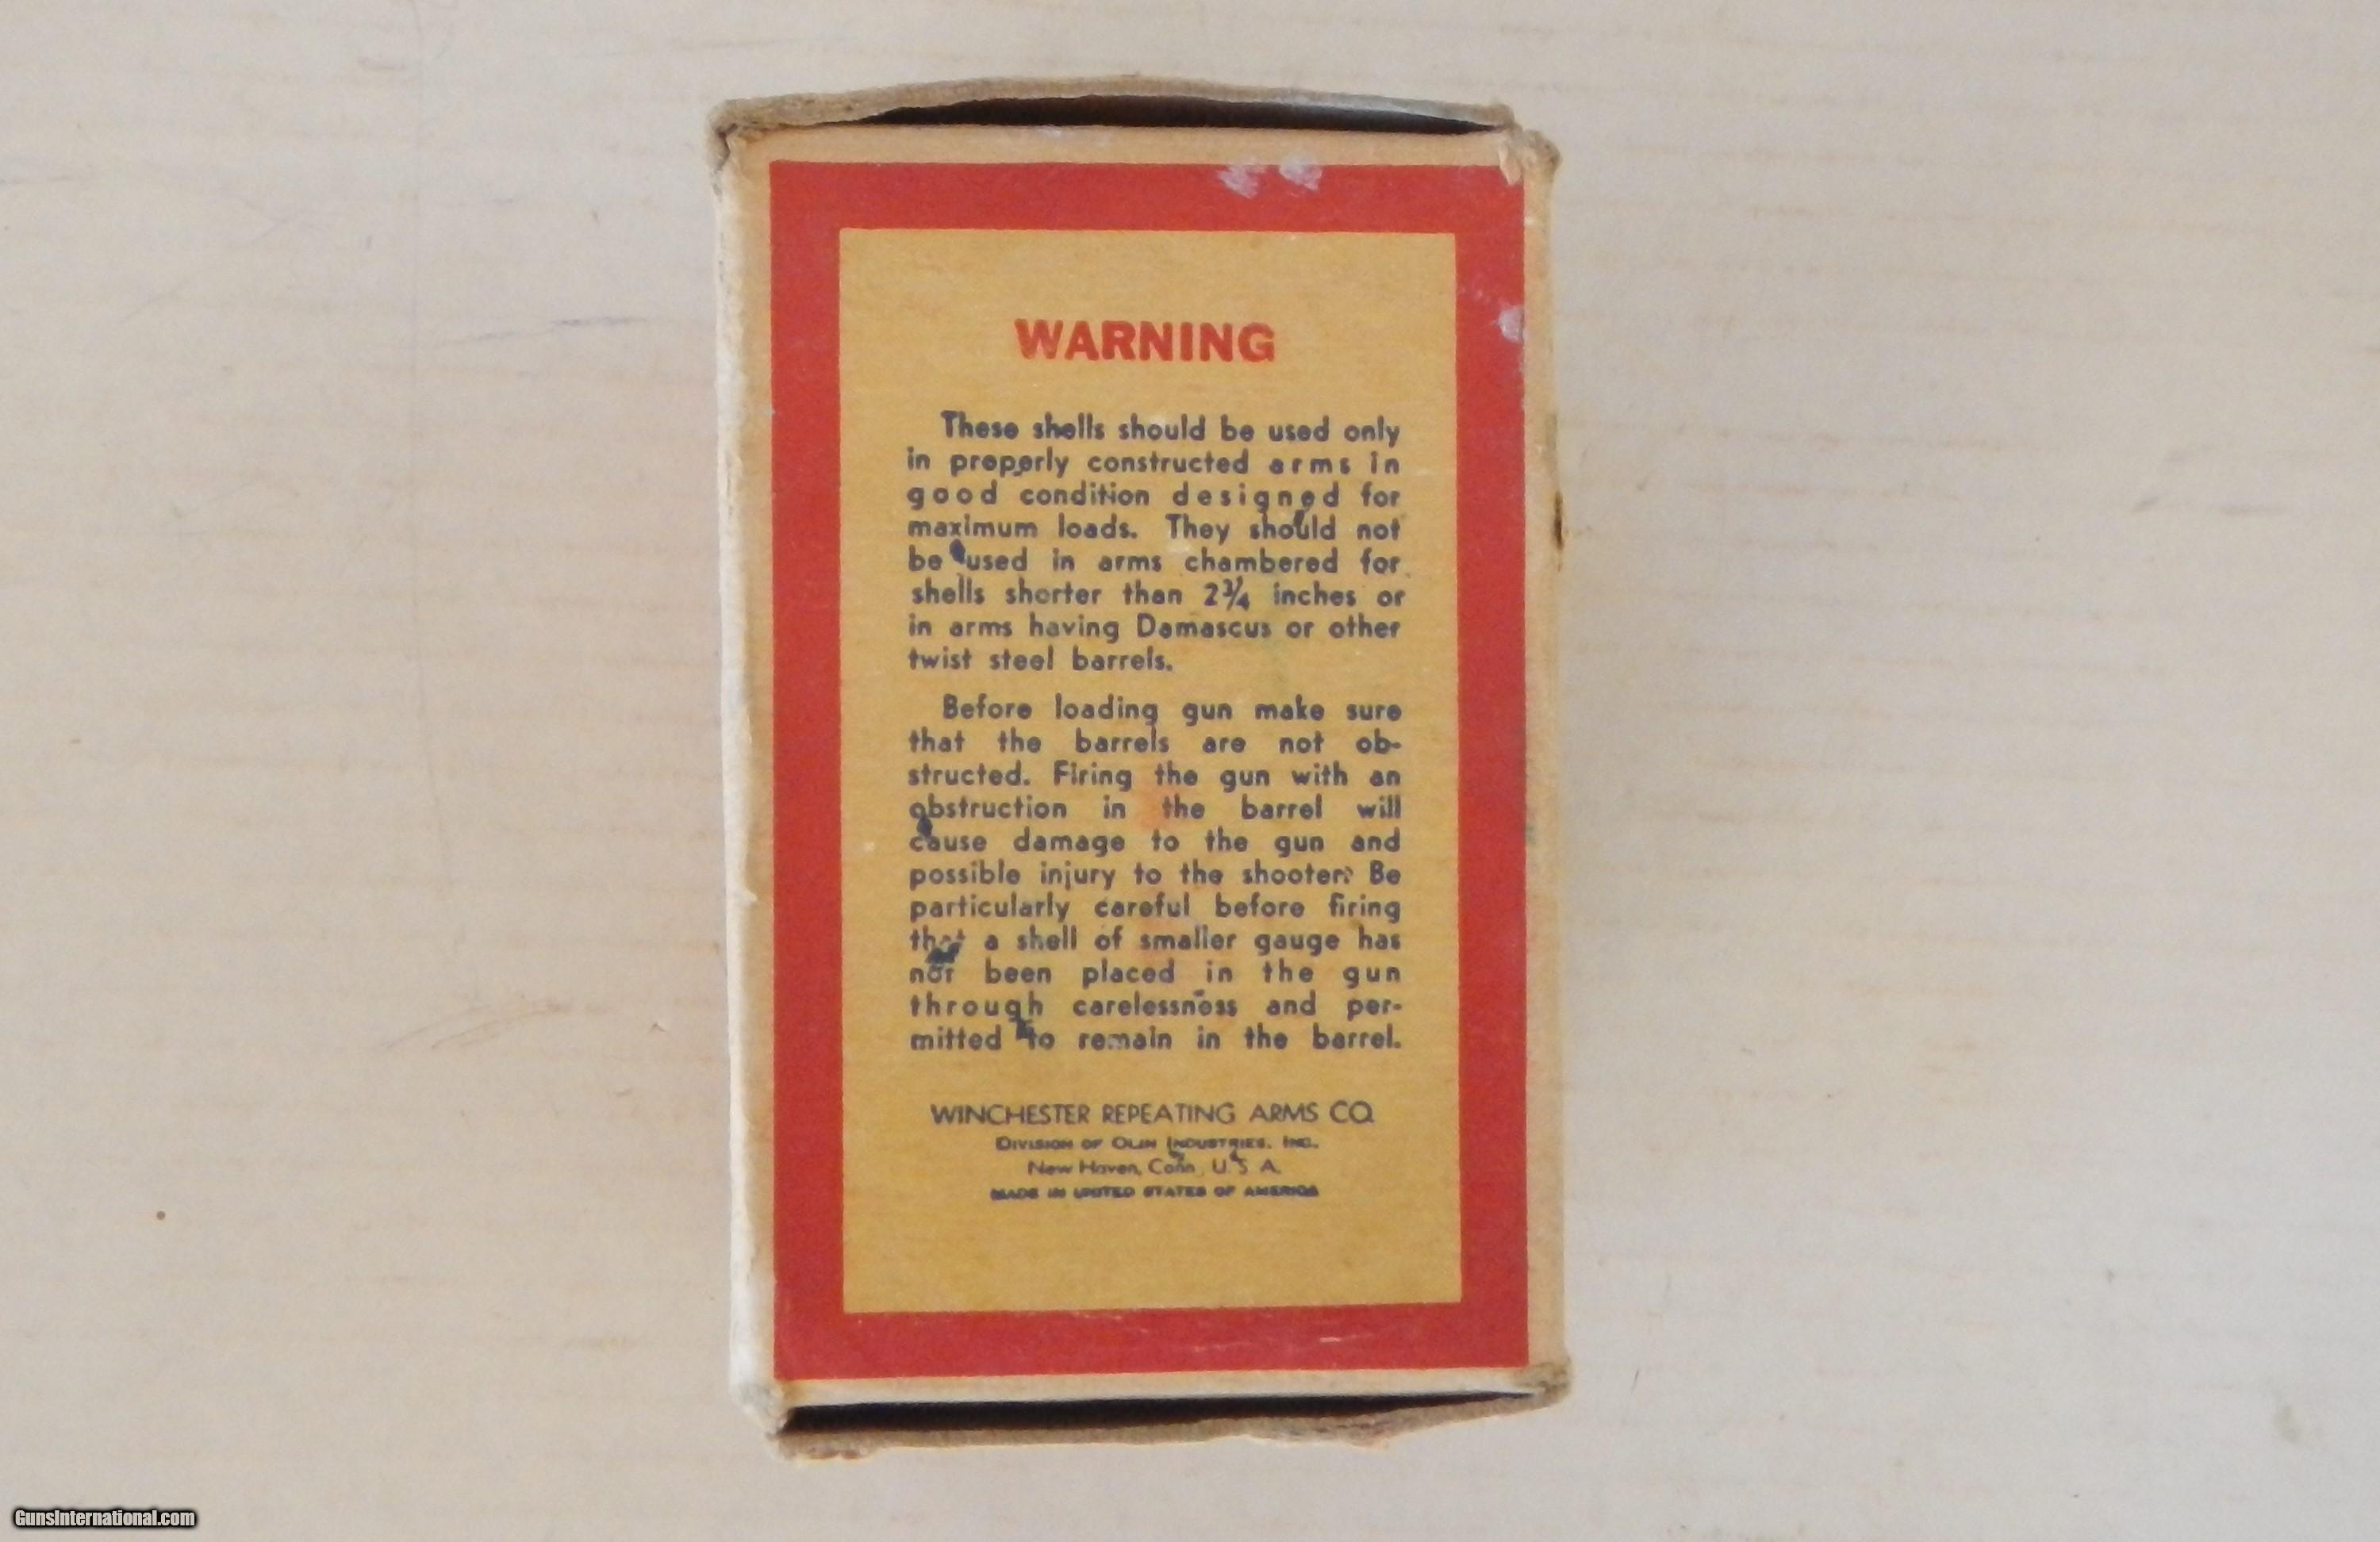 WARNING
These shells should be used only
in properly constructed arms in
good condition designed for
maximum loads. They should not
be used in arms chambered for
shells shorter than 2¾ inches or
in arms having Damascus or other
twist steel barrels.
Before loading gun make sure
that the barrels are not ob-
structed. Firing the gun with an
obstruction in the barrel will
cause damage to the gun and
possible injury to the shooter. Be
particularly careful before firing
that a shell of smaller gauge has
not been placed in the gun
through carelessness and per-
mitted to remain in the barrel.
WINCHESTER REPEATING ARMS CO.
DIVISION OF OLIN INDUSTRIES, INC.
New Haven, Conn., U. S. A.
MADE IN UNITED STATES OF AMERICA
GunsInternational.com